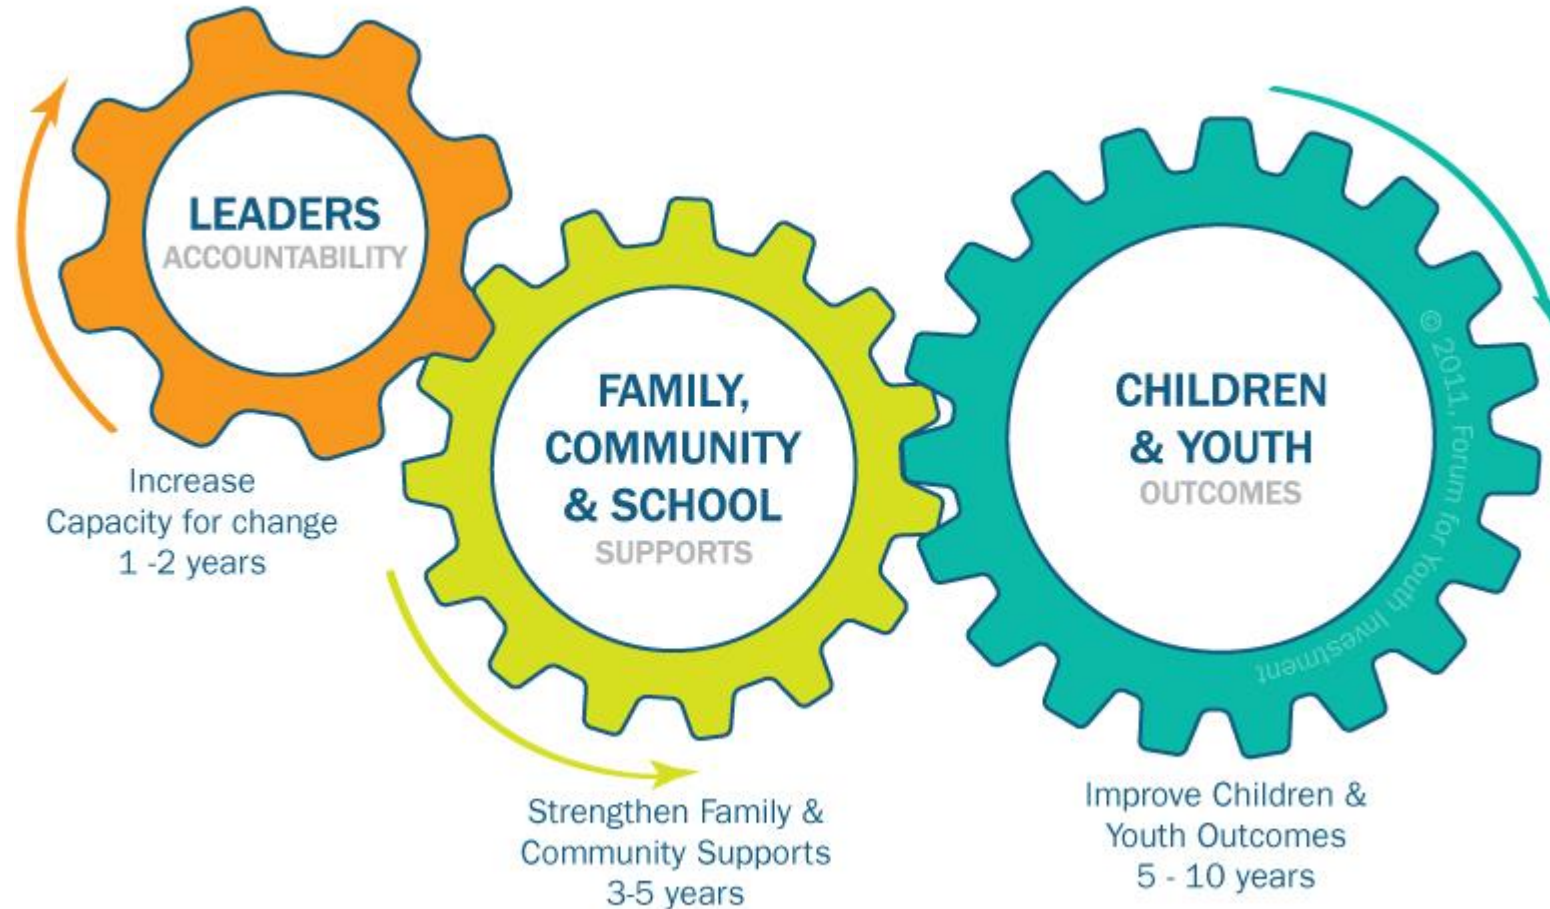 LEADERS
ACCOUNTABILITY
Increase
Capacity for change
1 -2 years
FAMILY,
COMMUNITY
& SCHOOL
SUPPORTS
Strengthen Family &
Community Supports
3-5 years
CHILDREN
& YOUTH
OUTCOMES
© 2011, Forum for Youth Investment
Improve Children &
Youth Outcomes
5 - 10 years